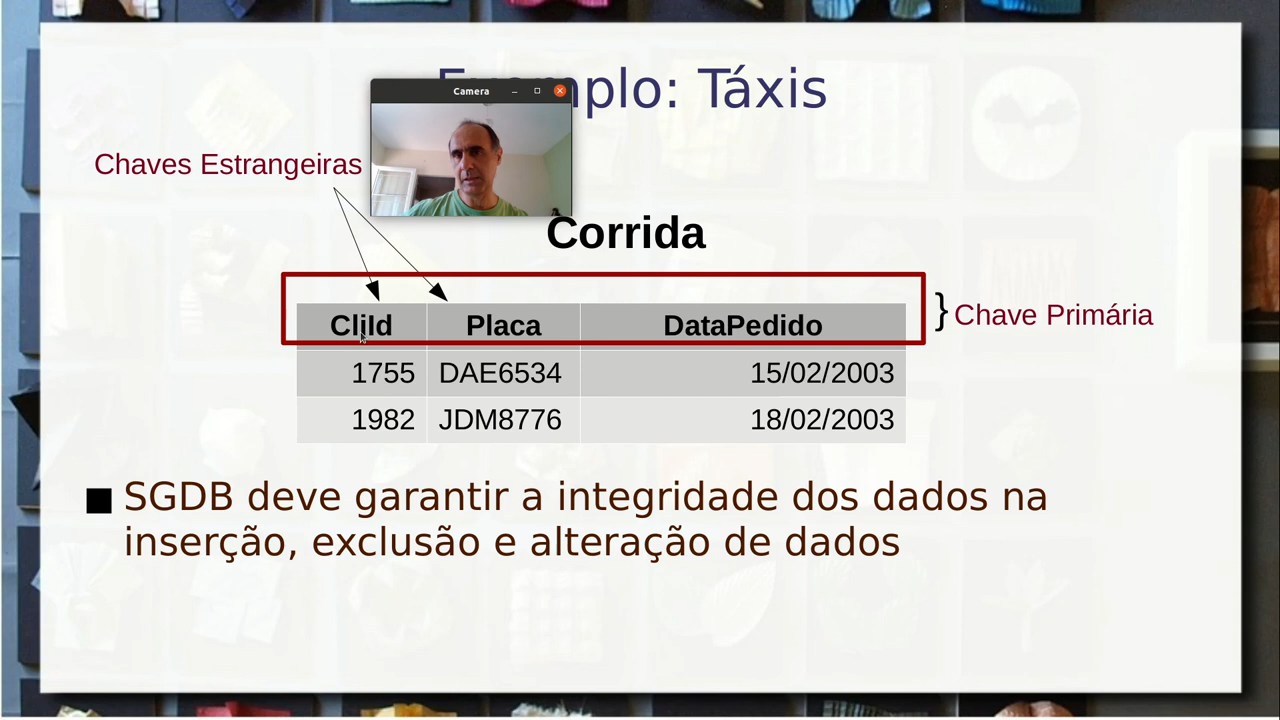 Camera
Exemplo: Táxis
Chaves Estrangeiras
Corrida
CliId Placa DataPedido
} Chave Primária
1755 DAE6534 15/02/2003
1982 JDM8776 18/02/2003
■ SGDB deve garantir a integridade dos dados na
inserção, exclusão e alteração de dados